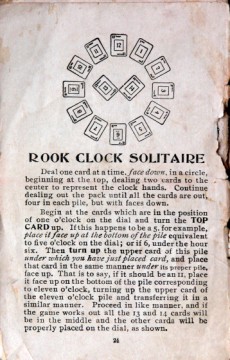 12
ROOK CLOCK SOLITAIRE
Deal one card at a time, face down, in a circle,
beginning at the top, dealing two cards to the
center to represent the clock hands. Continue
dealing out the pack until all the cards are out,
four in each pile, but with faces down.
Begin at the cards which are in the position
of one o'clock on the dial and turn the TOP
CARD up. If this happens to be a 5, for example,
place it face up at the bottom of the pile equivalent
to five o'clock on the dial; or if 6, under the hour
six. Then turn up the upper card of this pile
under which you have just placed card, and place
that card in the same manner under its proper pile,
face up. That is to say, if it should be an 11, place
it face up on the bottom of the pile corresponding
to eleven o'clock, turning up the upper card of
the eleven o'clock pile and transferring it in a
similar manner. Proceed in like manner, and if
the game works out all the 13 and 14 cards will
be in the middle and the other cards will be
properly placed on the dial, as shown.
26